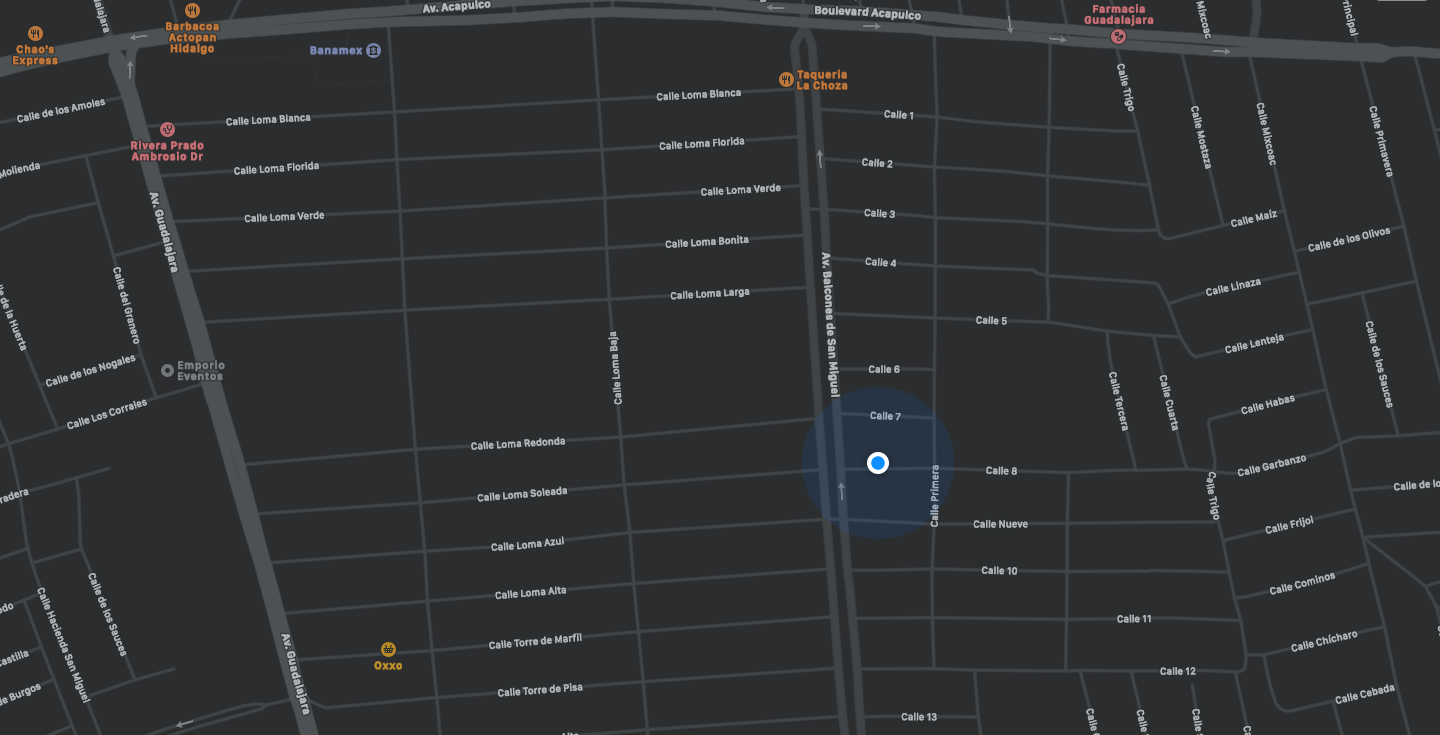 Av. Acapulco
Boulevard Acapulco
Farmacia
Guadalajara
Barbacoa
Actopan
Hidalgo
Chao's
Express
Banamex
Taqueria
La Choza
Calle de los Amoles
Calle Loma Blanca
Calle Loma Blanca
Calle 1
Calle Trigo
Calle Mostaza
Calle Mixcoac
Calle Primavera
Rivera Prado
Ambrosio Dr
Calle Loma Florida
Calle Loma Florida
Calle 2
Calle Loma Verde
Calle Loma Verde
Calle 3
Calle Maíz
Av. Guadalajara
Calle Loma Bonita
Calle de los Olivos
Calle 4
Calle del Granero
Calle Loma Larga
Calle Linaza
Av. Balcones de San Miguel
Calle 5
Calle Loma Baja
Calle Lenteja
Emporio
Eventos
Calle de los Nogales
Calle 6
Calle Tercera
Calle Cuarta
Calle de los Sauces
Calle Los Corrales
Calle 7
Calle Habas
Calle Loma Redonda
Calle 8
Calle Garbanzo
Calle Loma Soleada
Calle Primera
Calle Trigo
Calle Nueve
Calle Frijol
Calle Loma Azul
Calle 10
Calle Cominos
Calle Loma Alta
Calle de los Sauces
Calle Hacienda San Miguel
Calle 11
Calle Torre de Marfil
Calle Chícharo
Oxxo
Av. Guadalajara
Calle 12
Calle Torre de Pisa
Calle Cebada
Calle 13
Mixcoac
Molienda